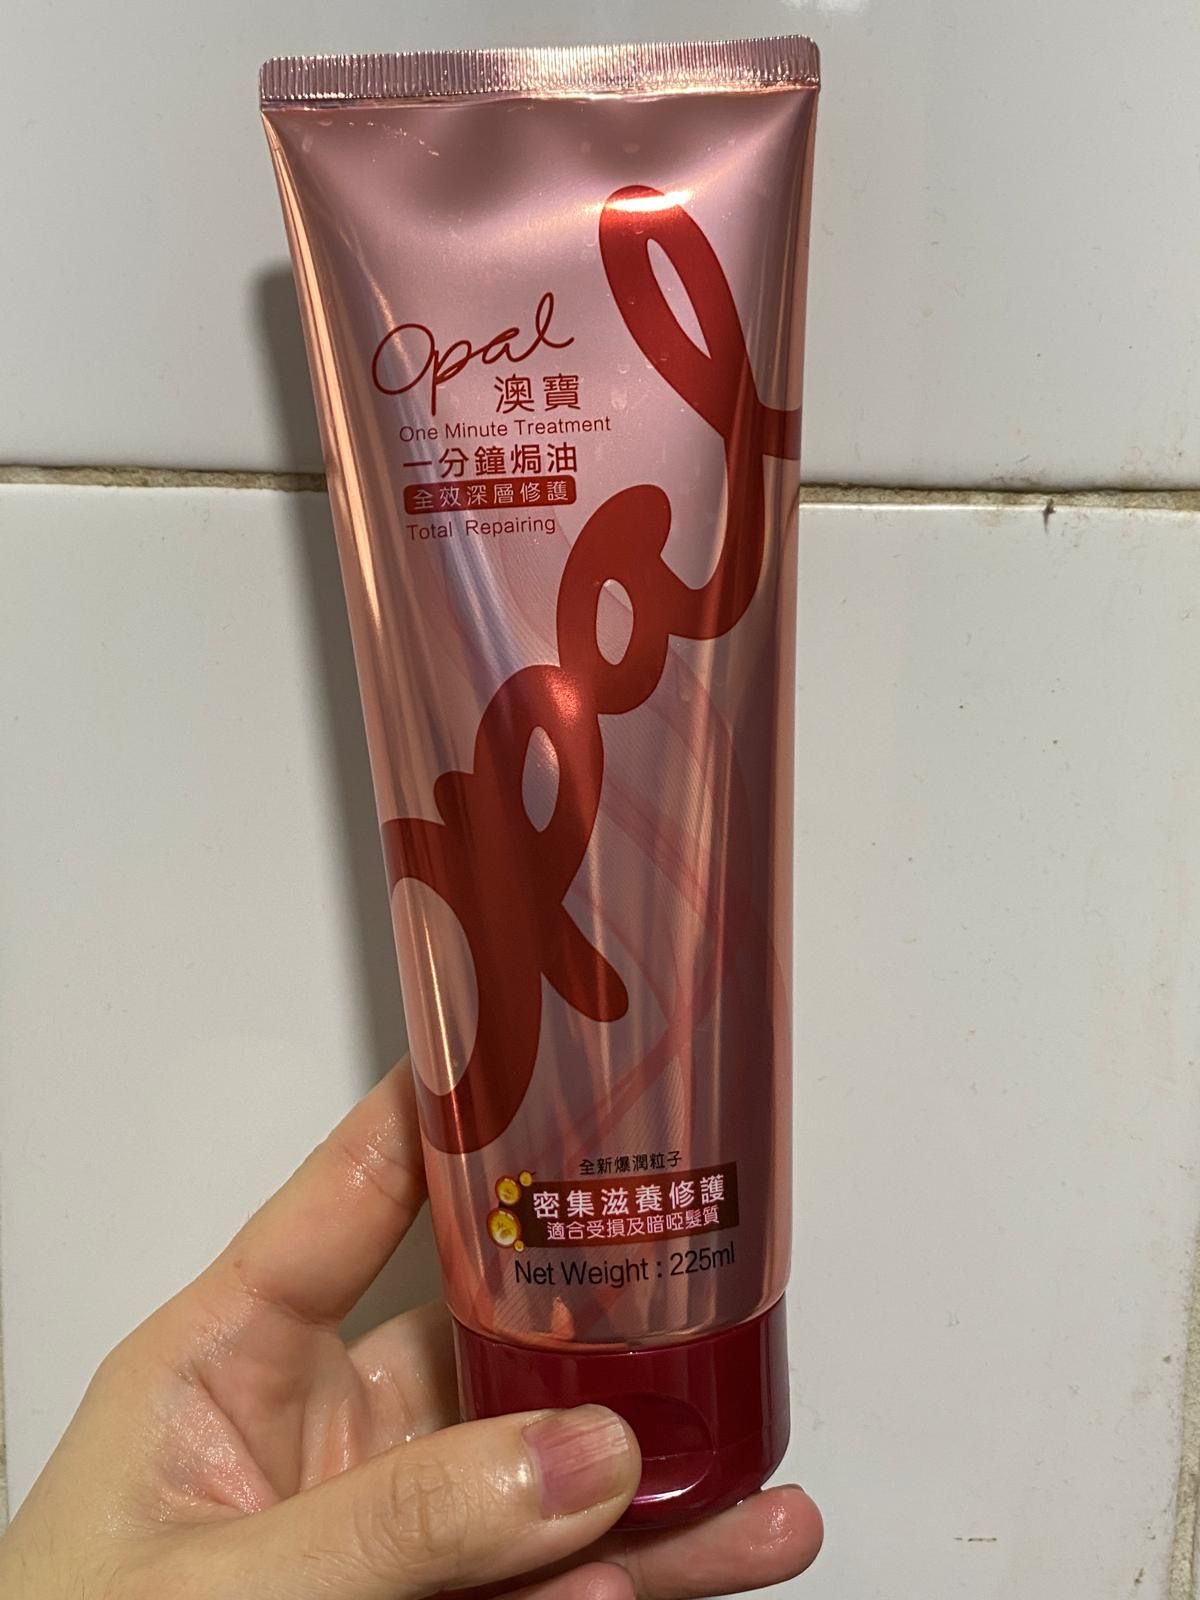 Opal
澳寶
One Minute Treatment
一分鐘焗油
全效深層修護
Total Repairing
Opal
全新爆潤粒子
密集滋養修護
適合受損及暗啞髮質
Net Weight : 225ml